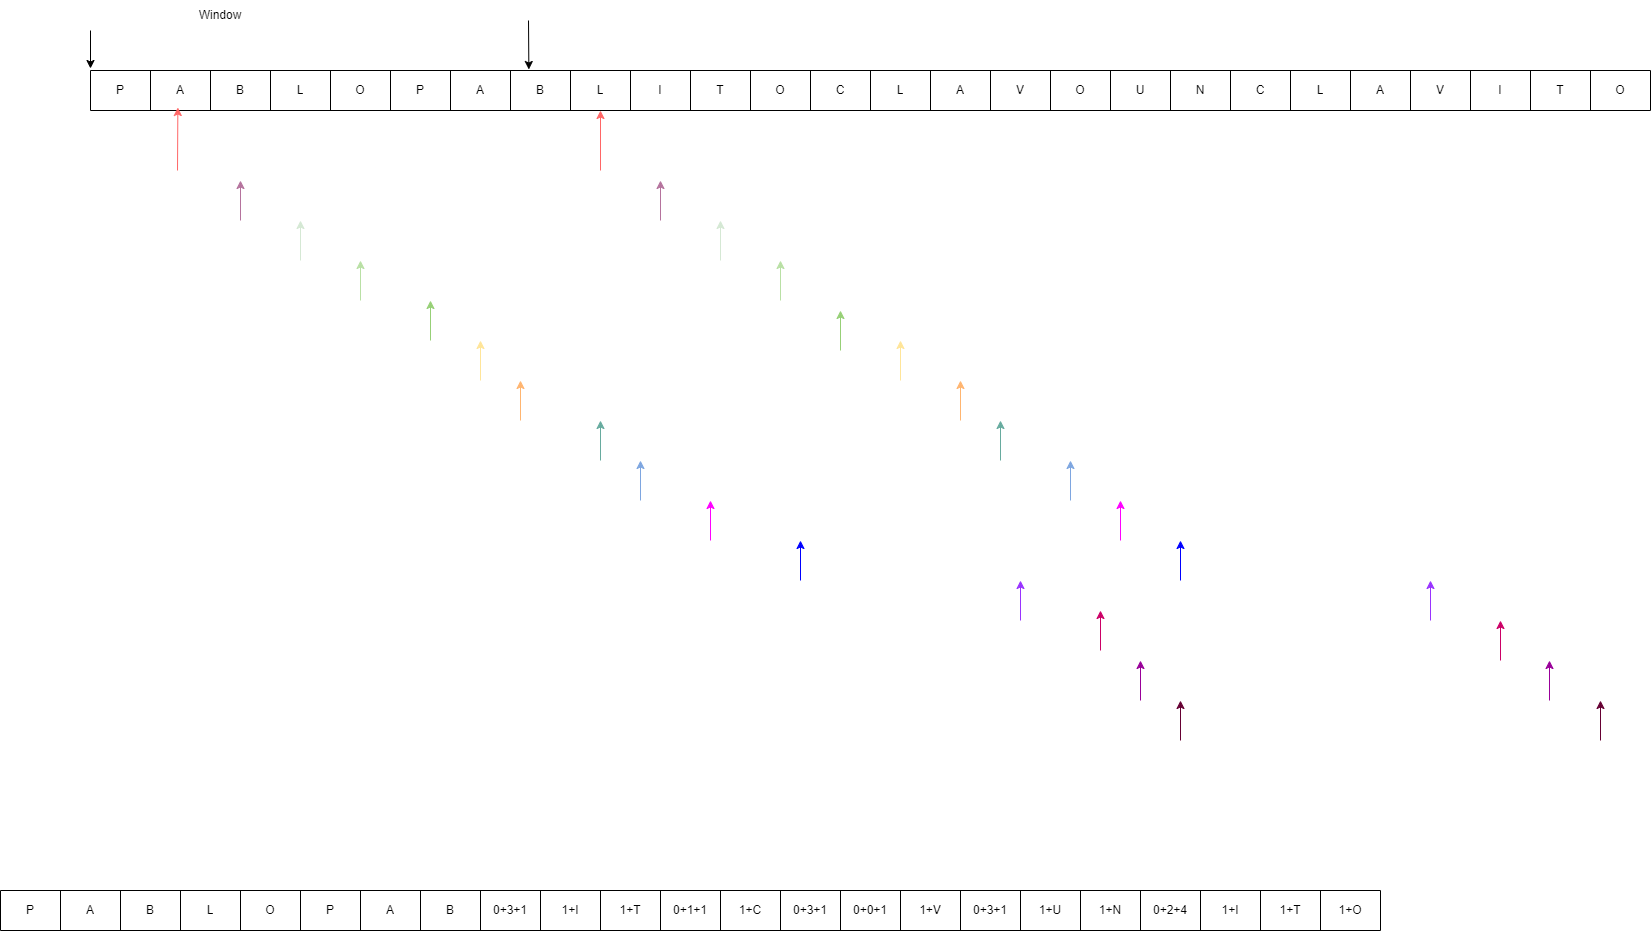 Window
P A B L O P A B L I T O C L A V O U N C L A V I T O
P A B L O P A B 0+3+1 1+I 1+T 0+1+1 1+C 0+3+1 0+0+1 1+V 0+3+1 1+U 1+N 0+2+4 1+I 1+T 1+O